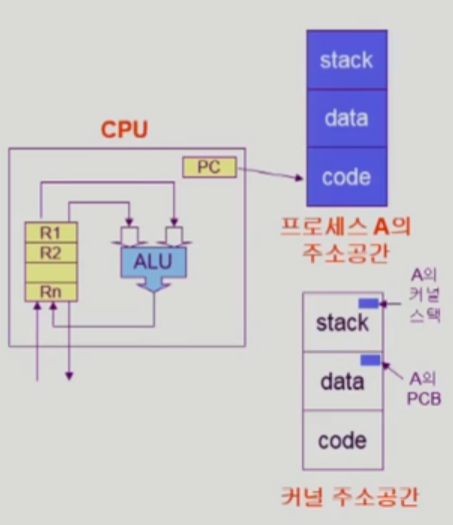 CPU
PC
R1
R2
Rn
ALU
stack
data
code
프로세스 A의
주소공간
stack
data
code
A의
커널
스택
A의
PCB
커널 주소공간